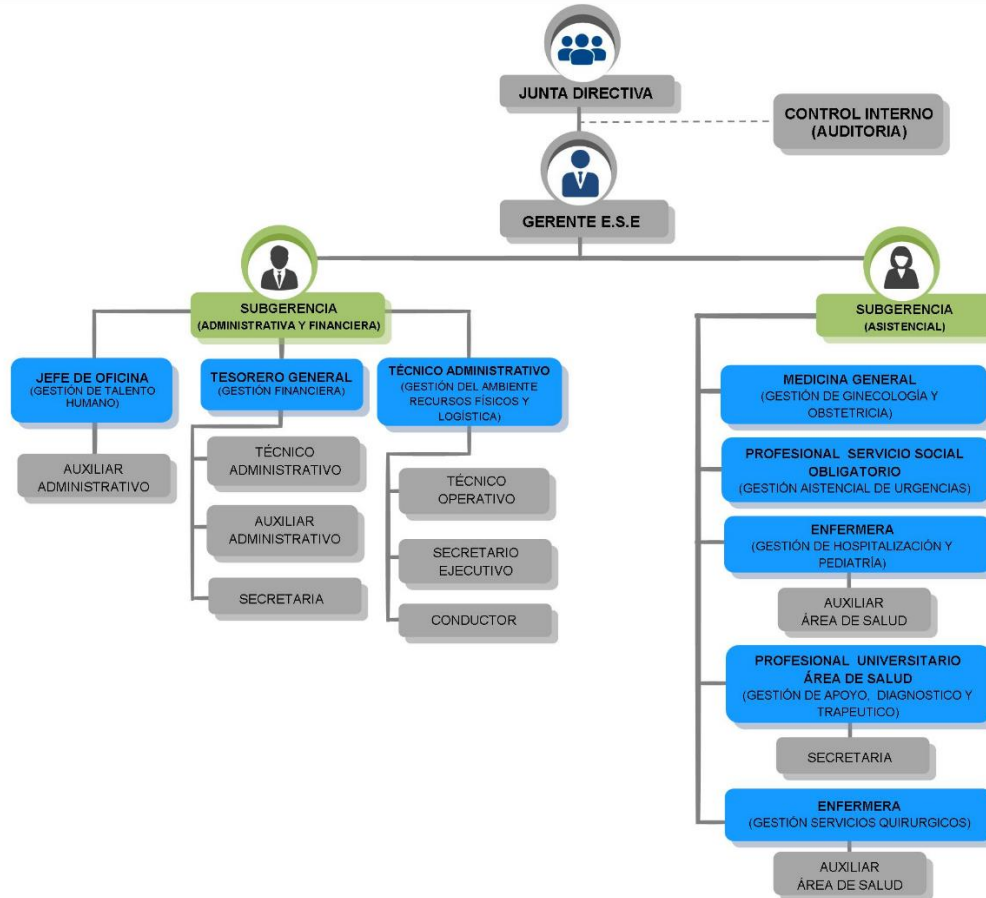 JUNTA DIRECTIVA
CONTROL INTERNO
(AUDITORIA)
GERENTE E.S.E
SUBGERENCIA
(ADMINISTRATIVA Y FINANCIERA)
SUBGERENCIA
(ASISTENCIAL)
JEFE DE OFICINA
(GESTIÓN DE TALENTO
HUMANO)
AUXILIAR
ADMINISTRATIVO
TESORERO GENERAL
(GESTIÓN FINANCIERA)
TÉCNICO
ADMINISTRATIVO
AUXILIAR
ADMINISTRATIVO
SECRETARIA
TÉCNICO ADMINISTRATIVO
(GESTIÓN DEL AMBIENTE
RECURSOS FÍSICOS Y
LOGÍSTICA)
TÉCNICO
OPERATIVO
SECRETARIO
EJECUTIVO
CONDUCTOR
MEDICINA GENERAL
(GESTIÓN DE GINECOLOGÍA Y
OBSTETRICIA)
PROFESIONAL SERVICIO SOCIAL
OBLIGATORIO
(GESTIÓN AISTENCIAL DE URGENCIAS)
ENFERMERA
(GESTIÓN DE HOSPITALIZACIÓN Y
PEDIATRÍA)
AUXILIAR
ÁREA DE SALUD
PROFESIONAL UNIVERSITARIO
ÁREA DE SALUD
(GESTIÓN DE APOYO, DIAGNOSTICO Y
TRAPEUTICO)
SECRETARIA
ENFERMERA
(GESTIÓN SERVICIOS QUIRURGICOS)
AUXILIAR
ÁREA DE SALUD